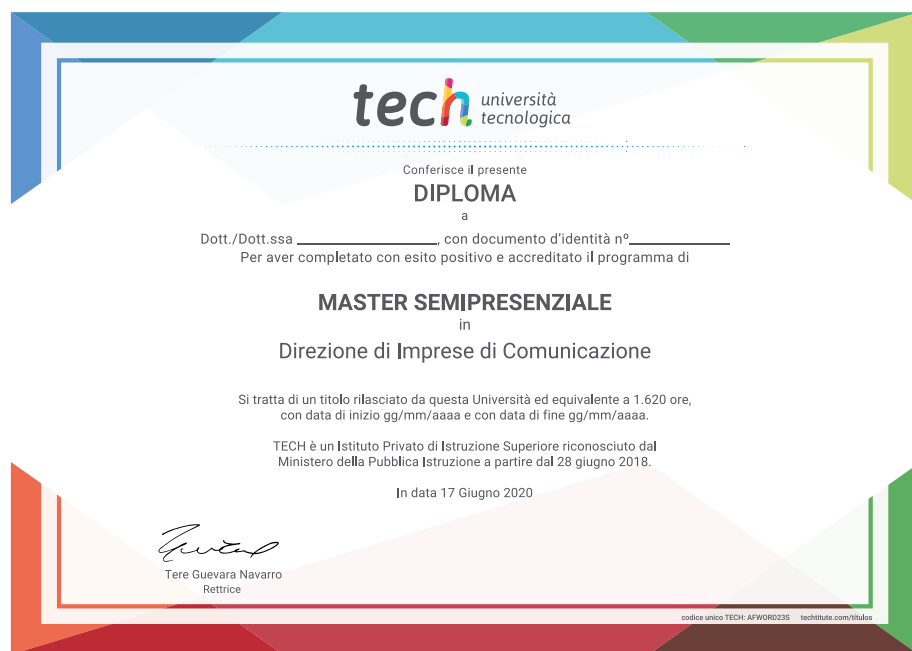 tech università
tecnologica
Conferisce il presente
DIPLOMA
a
Dott./Dott.ssa ____________________, con documento d'identità nº______________
Per aver completato con esito positivo e accreditato il programma di
MASTER SEMIPRESENZIALE
in
Direzione di Imprese di Comunicazione
Si tratta di un titolo rilasciato da questa Università ed equivalente a 1.620 ore,
con data di inizio gg/mm/aaaa e con data di fine gg/mm/aaaa.
TECH è un Istituto Privato di Istruzione Superiore riconosciuto dal
Ministero della Pubblica Istruzione a partire dal 28 giugno 2018.
In data 17 Giugno 2020
Tere Guevara Navarro
Rettrice
codice unico TECH: AFWORD23S techtitute.com/titulos